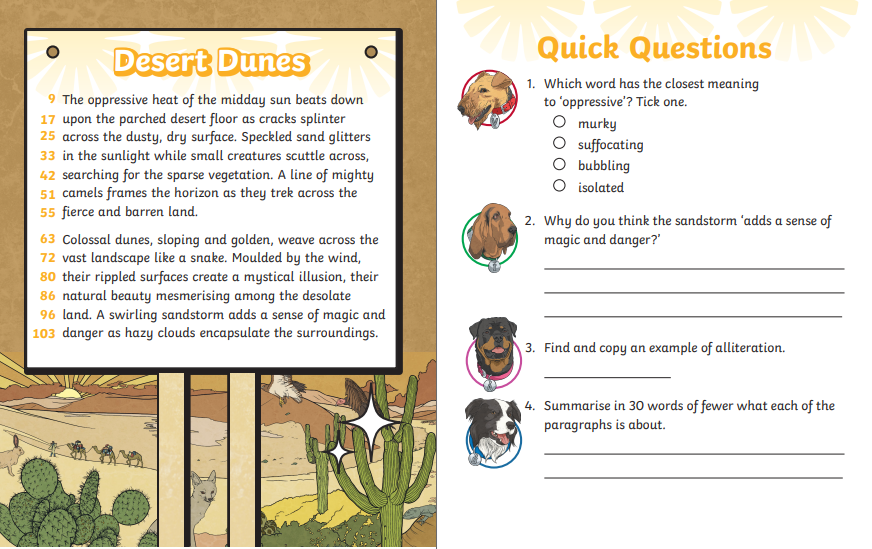 Desert Dunes
9 The oppressive heat of the midday sun beats down
17 upon the parched desert floor as cracks splinter
25 across the dusty, dry surface. Speckled sand glitters
33 in the sunlight while small creatures scuttle across,
42 searching for the sparse vegetation. A line of mighty
51 camels frames the horizon as they trek across the
55 fierce and barren land.
63 Colossal dunes, sloping and golden, weave across the
72 vast landscape like a snake. Moulded by the wind,
80 their rippled surfaces create a mystical illusion, their
86 natural beauty mesmerising among the desolate
96 land. A swirling sandstorm adds a sense of magic and
103 danger as hazy clouds encapsulate the surroundings.
Quick Questions
1. Which word has the closest meaning
to ‘oppressive’? Tick one.
murky
suffocating
bubbling
isolated
2. Why do you think the sandstorm ‘adds a sense of
magic and danger?’
3. Find and copy an example of alliteration.
4. Summarise in 30 words of fewer what each of the
paragraphs is about.